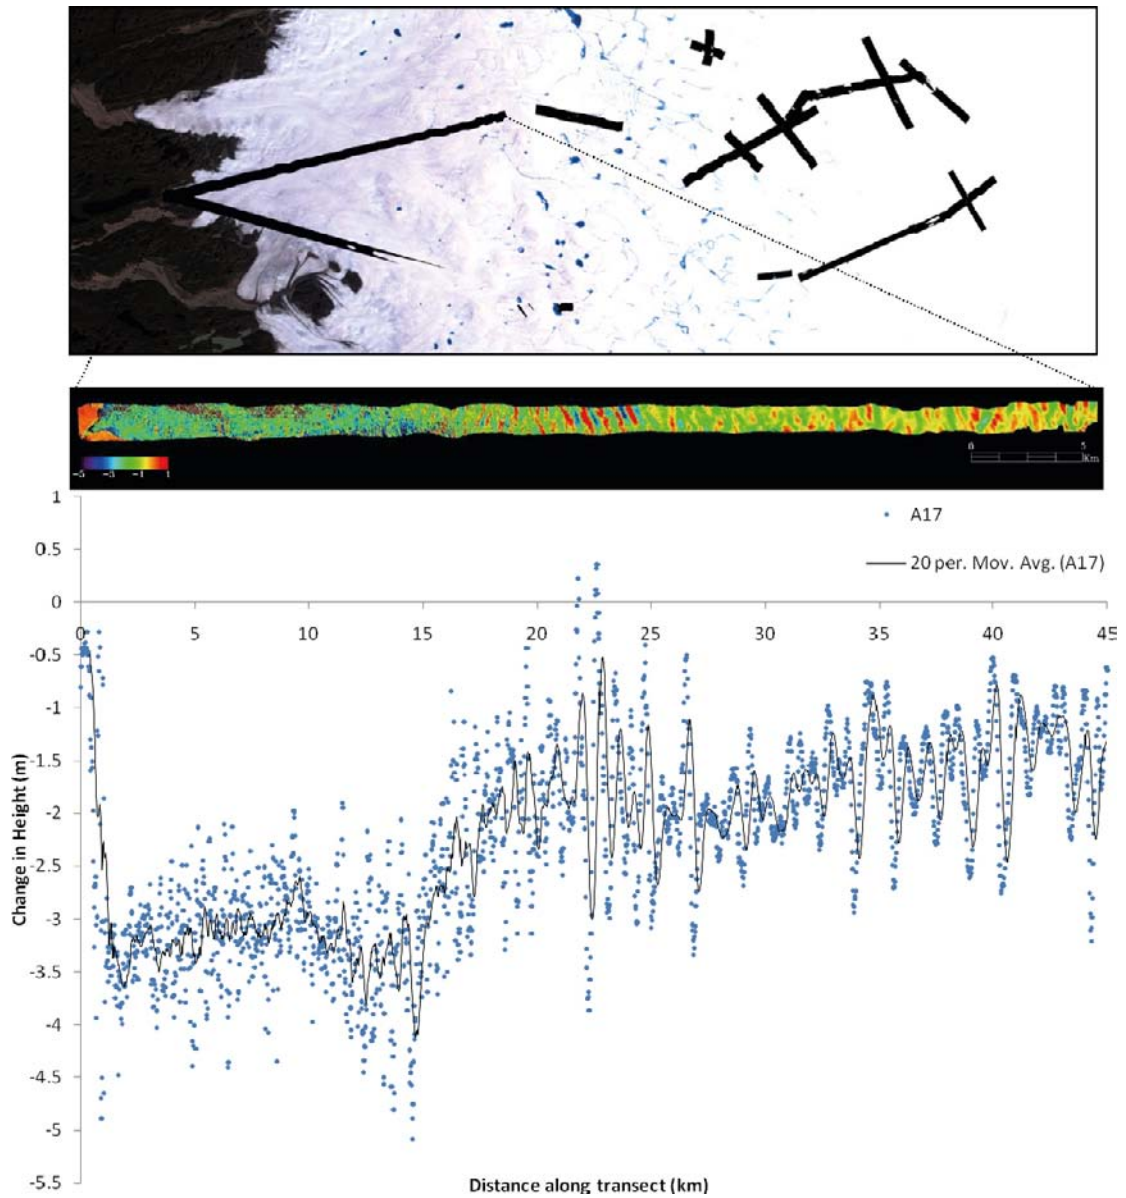 0 5
Km
-5 -3 -1 1
1
A17
0.5
20 per. Mov. Avg. (A17)
0
0 5 10 15 20 25 30 35 40 45
-0.5
-1
-1.5
-2
-2.5
-3
-3.5
-4
-4.5
-5
-5.5
Change in Height (m)
Distance along transect (km)